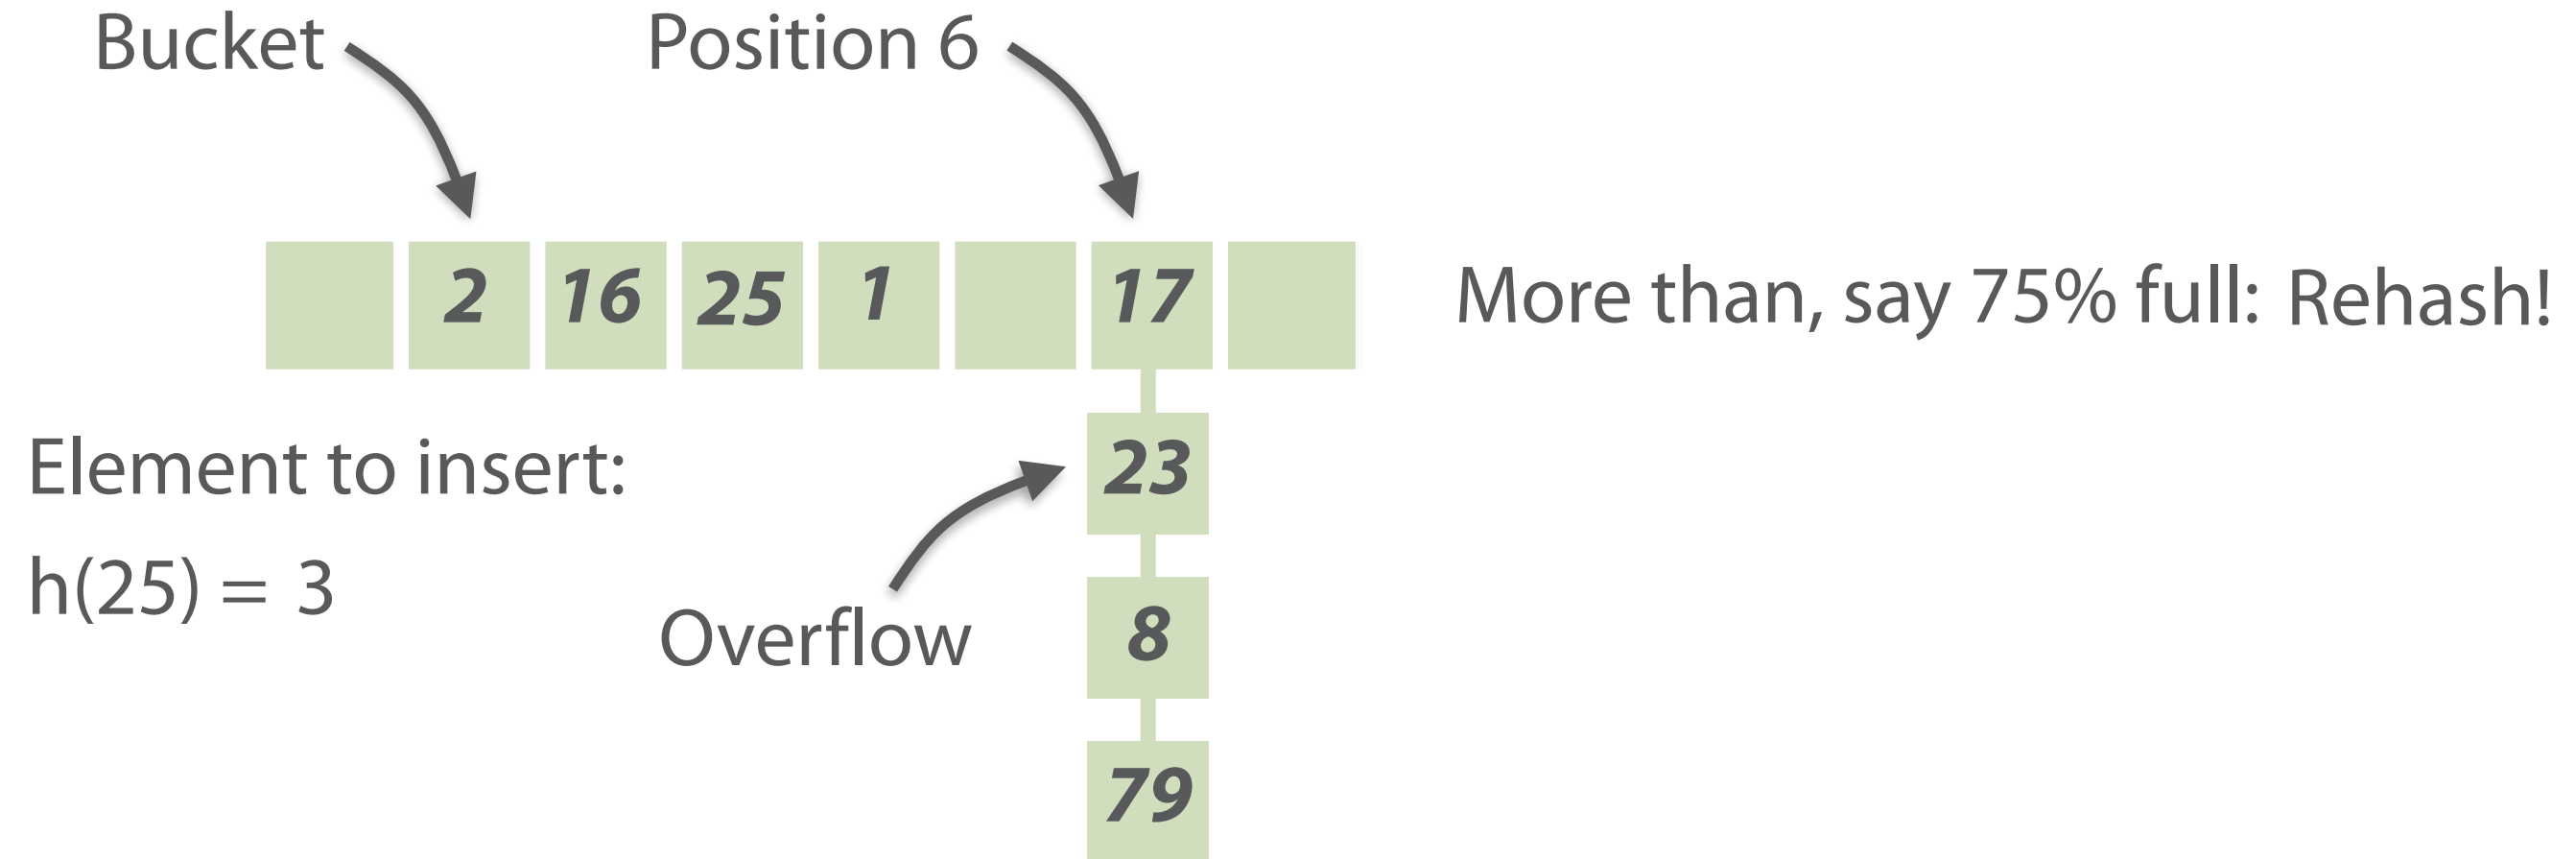 Bucket
Position 6
2 16 25 1 17
More than, say 75% full: Rehash!
Element to insert:
23
h(25) = 3
Overflow
8
79